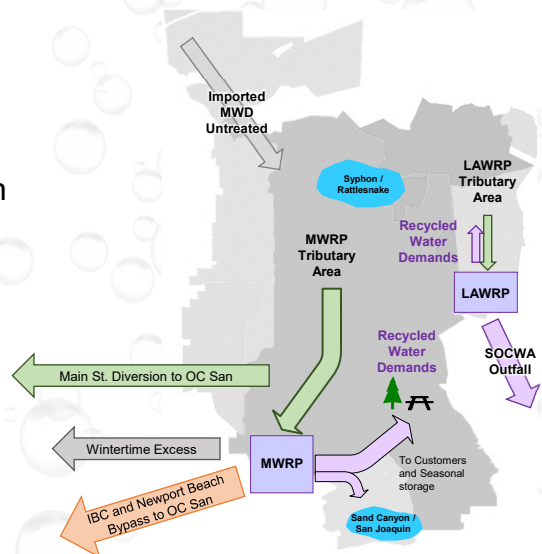 Imported
MWD
Untreated
Syphon /
Rattlesnake
LAWRP
Tributary
Area
MWRP
Tributary
Area
Recycled
Water
Demands
LAWRP
SOCWA
Outfall
Recycled
Water
Demands
Main St. Diversion to OC San
Wintertime Excess
MWRP
To Customers
and Seasonal
storage
IBC and Newport Beach
Bypass to OC San
Sand Canyon /
San Joaquin